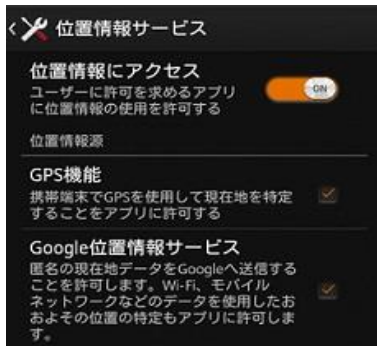 位置情報サービス
位置情報にアクセス
ユーザーに許可を求めるアプリ
に位置情報の使用を許可する
ON
位置情報源
GPS機能
携帯端末でGPSを使用して現在地を特定
することをアプリに許可する
Google位置情報サービス
匿名の現在地データをGoogleへ送信する
ことを許可します。Wi-Fi、モバイル
ネットワークなどのデータを使用したお
およその位置の特定もアプリに許可しま
す。